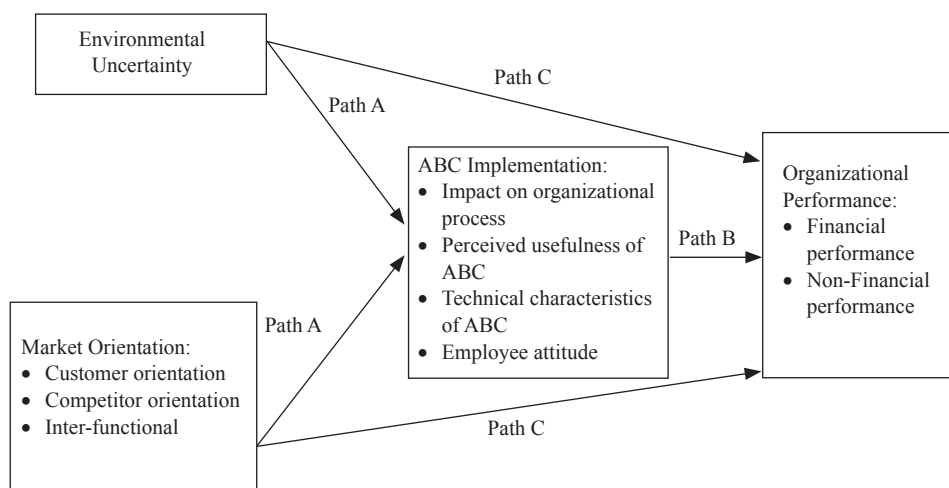 Environmental
Uncertainty
Path C
Path A
ABC Implementation:
• Impact on organizational
process
• Perceived usefulness of
ABC
• Technical characteristics
of ABC
• Employee attitude
Organizational
Performance:
• Financial
performance
• Non-Financial
performance
Path B
Path A
Market Orientation:
• Customer orientation
• Competitor orientation
• Inter-functional
Path C